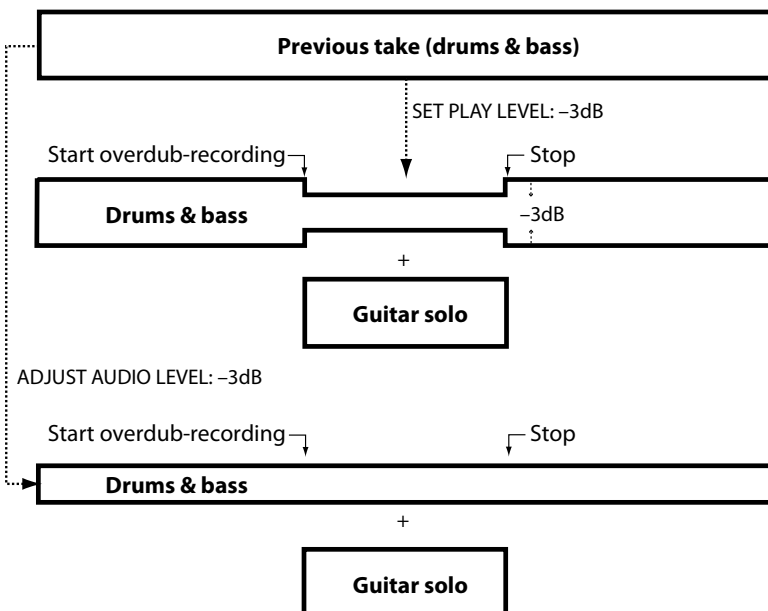 Previous take (drums & bass)
SET PLAY LEVEL: –3dB
Start overdub-recording
Stop
Drums & bass
–3dB
+
Guitar solo
ADJUST AUDIO LEVEL: –3dB
Start overdub-recording
Stop
Drums & bass
+
Guitar solo